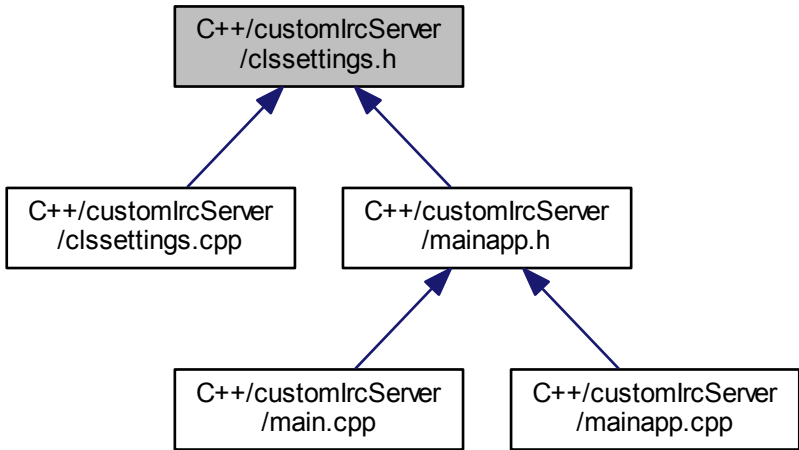 C++/customIrcServer
/clssettings.h
C++/customIrcServer
/clssettings.cpp
C++/customIrcServer
/mainapp.h
C++/customIrcServer
/main.cpp
C++/customIrcServer
/mainapp.cpp